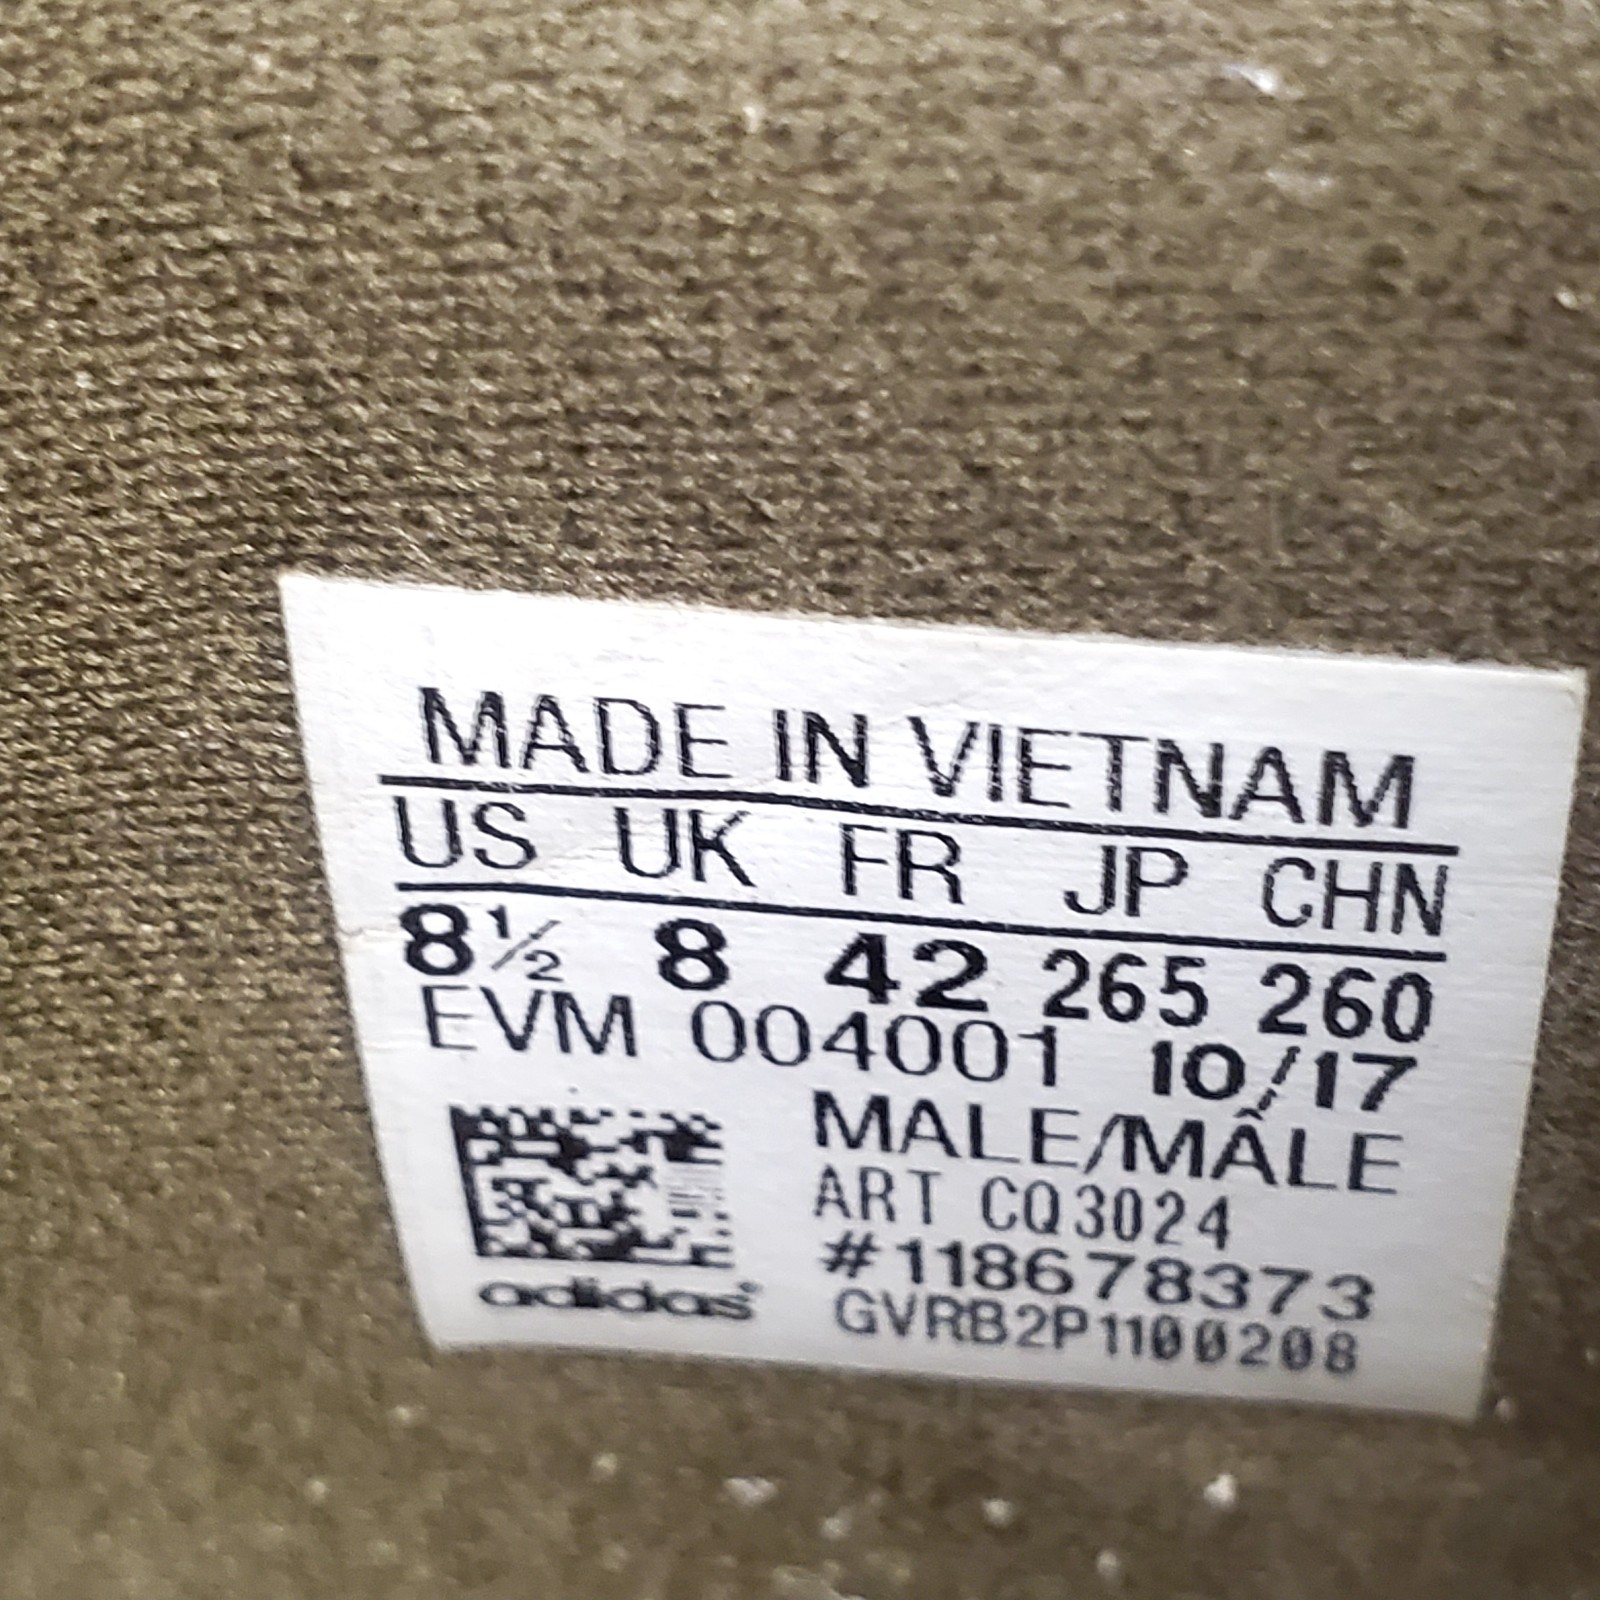 MADE IN VIETNAM
US UK FR JP CHN
8½ 8 42 265 260
EVM 004001 10/17
MALE/MÂLE
ART CQ3024
#118678373
GVRB2P1100208
adidas